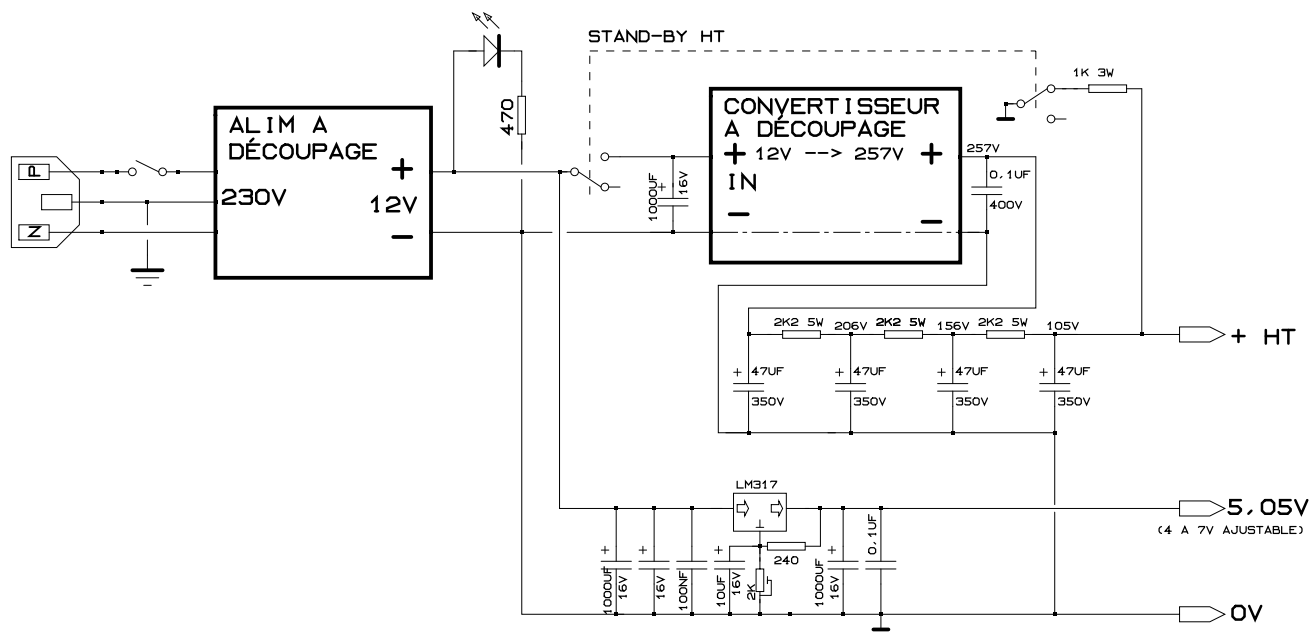 STAND-BY HT
1K 3W
470
ALIM A
DÉCOUPAGE
230V
+
12V
-
P
N
CONVERTISSEUR
A DÉCOUPAGE
+ 12V --> 257V +
IN
-
-
+
1000UF
16V
257V
0,1UF
400V
2K2 5W
206V
2K2 5W
156V
2K2 5W
105V
+ HT
+ 47UF
350V
+ 47UF
350V
+ 47UF
350V
+ 47UF
350V
LM317
5,05V
(4 A 7V AJUSTABLE)
+
1000UF
16V
+
16V
100NF
+
10UF
16V
240
2K
+
1000UF
16V
0,1UF
0V